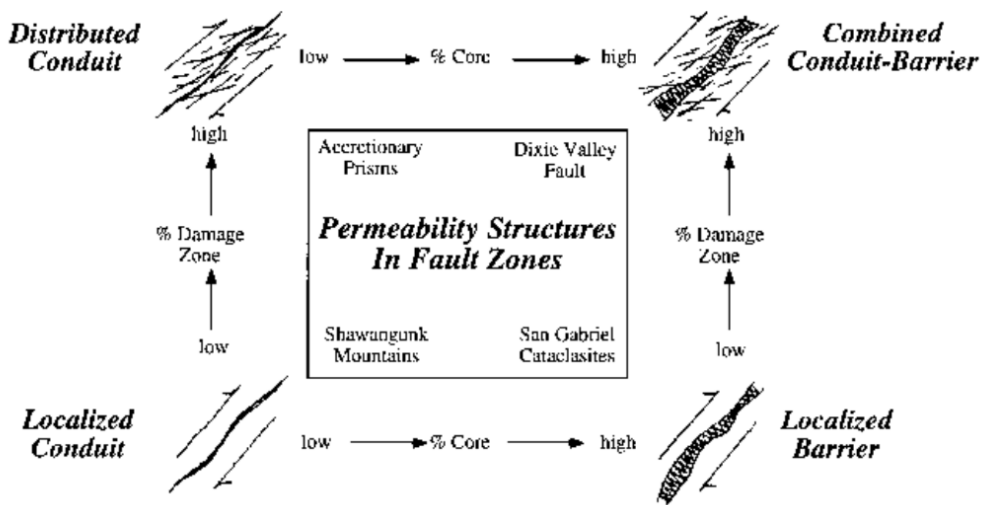 Distributed
Conduit
low % Core high
Combined
Conduit-Barrier
high
high
Accretionary
Prisms
Dixie Valley
Fault
% Damage
Zone
Permeability Structures
In Fault Zones
% Damage
Zone
Shawangunk
Mountains
San Gabriel
Cataclasites
low
low
Localized
Conduit
low % Core high
Localized
Barrier